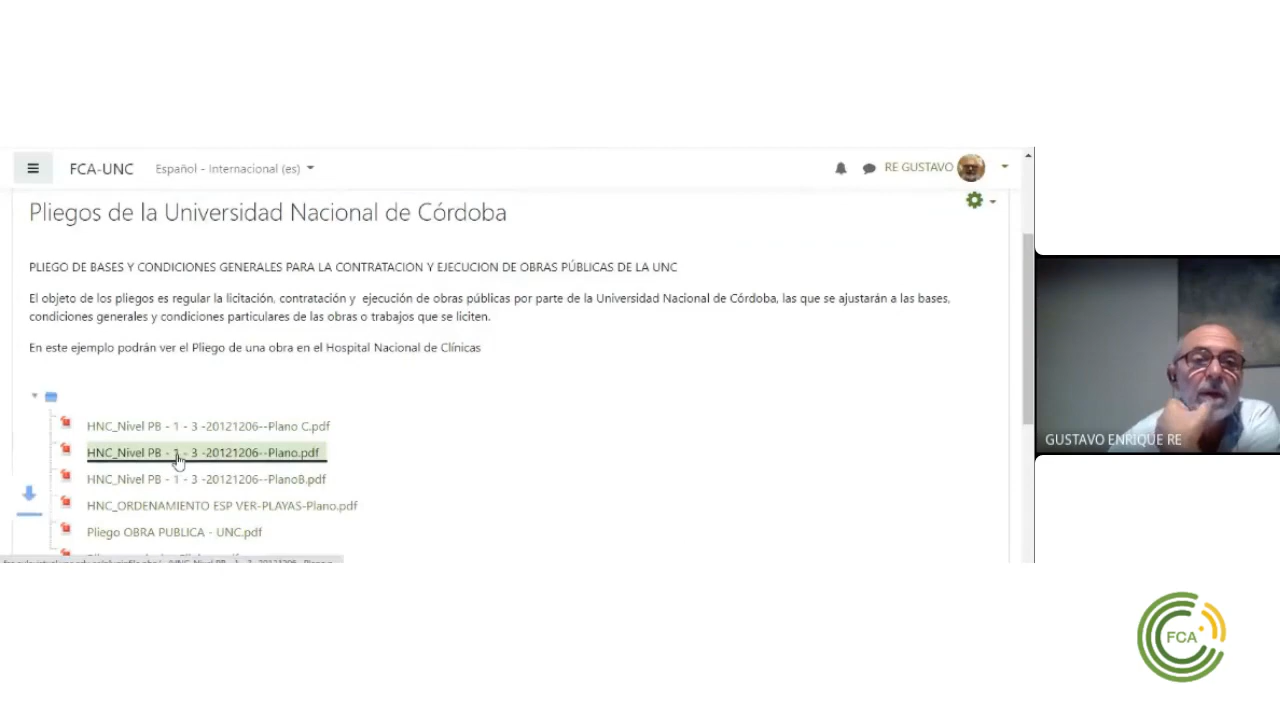 FCA-UNC
Español - Internacional (es)
RE GUSTAVO
Pliegos de la Universidad Nacional de Córdoba
PLIEGO DE BASES Y CONDICIONES GENERALES PARA LA CONTRATACION Y EJECUCION DE OBRAS PÚBLICAS DE LA UNC
El objeto de los pliegos es regular la licitación, contratación y ejecución de obras públicas por parte de la Universidad Nacional de Córdoba, las que se ajustarán a las bases,
condiciones generales y condiciones particulares de las obras o trabajos que se liciten.
En este ejemplo podrán ver el Pliego de una obra en el Hospital Nacional de Clínicas
HNC_Nivel PB - 1 - 3 -20121206--Plano C.pdf
HNC_Nivel PB - 1 - 3 -20121206--Plano.pdf
HNC_Nivel PB - 1 - 3 -20121206--PlanoB.pdf
HNC_ORDENAMIENTO ESP VER-PLAYAS-Plano.pdf
Pliego OBRA PUBLICA - UNC.pdf
GUSTAVO ENRIQUE RE
FCA